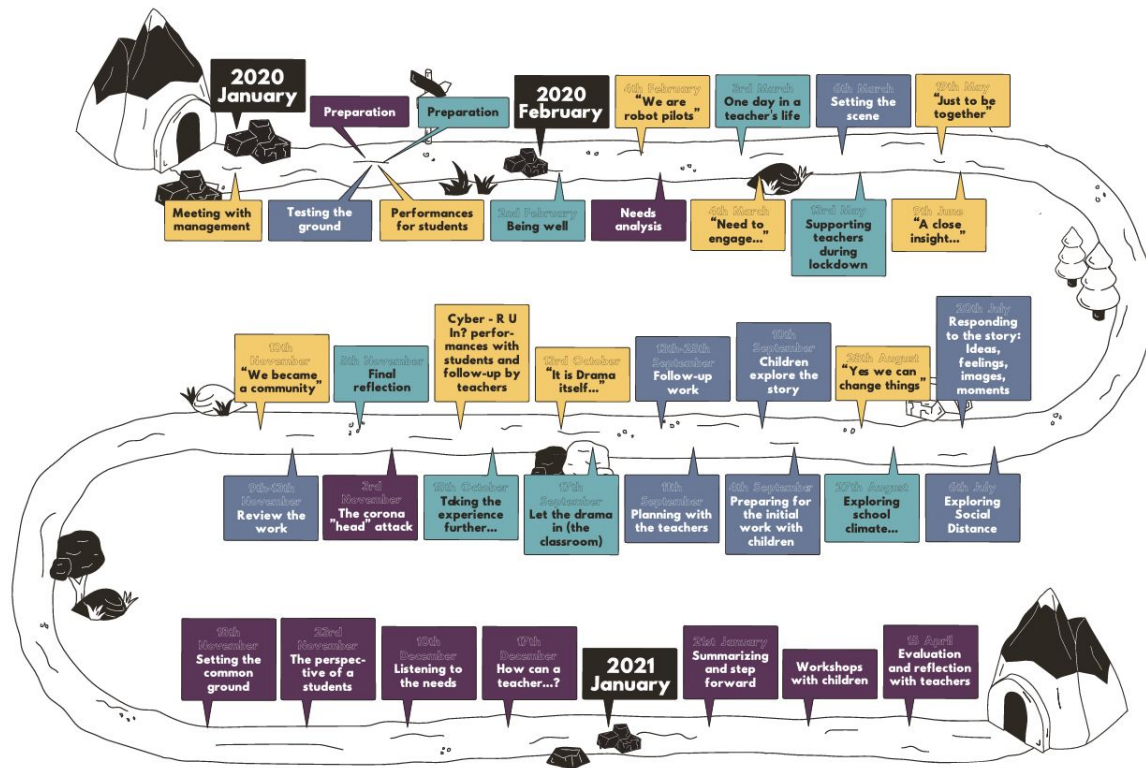 2020
January
Preparation
Preparation
2020
February
4th February
"We are
robot pilots"
3rd March
One day in a
teacher's life
6th March
Setting the
scene
19th May
"Just to be
together"
Meeting with
management
Testing the
ground
Performances
for students
2nd February
Being well
Needs
analysis
4th March
"Need to
engage..."
13rd May
Supporting
teachers
during
lockdown
9th June
"A close
insight..."
10th
November
"We became
a community"
5th November
Final
reflection
Cyber - R U
In? perfor-
mances with
students and
follow-up by
teachers
13rd October
"It is Drama
itself..."
September
Follow-up
work
10th
September
Children
explore the
story
28th August
"Yes we can
change things"
20th July
Responding
to the story:
Ideas,
feelings,
images,
moments
9th-13th
November
Review the
work
3rd
November
The corona
"head" attack
October
Taking the
experience
further...
17th
September
Let the drama
in (the
classroom)
11th
September
Planning with
the teachers
4th September
Preparing for
the initial
work with
children
27th August
Exploring
school
climate...
6th July
Exploring
Social
Distance
November
Setting the
common
ground
23rd
November
The perspec-
tive of a
students
December
Listening to
the needs
17th
December
How can a
teacher...?
2021
January
21st January
Summarizing
and step
forward
Workshops
with children
April
Evaluation
and reflection
with teachers